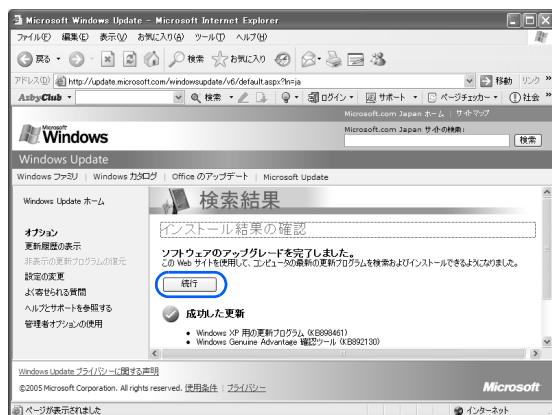 Microsoft Windows Update - Microsoft Internet Explorer
ファイル(F) 編集(E) 表示(V) お気に入り(A) ツール(T) ヘルプ(H)
戻る 検索 お気に入り
アドレス(D) http://update.microsoft.com/windowsupdate/v6/default.aspx?ln=ja 移動 リンク »
AzbyClub 検索 ログイン サポート ページチェッカー 社会 »
Microsoft.com Japan ホーム | サイトマップ
Microsoft Windows
Microsoft.com Japan サイトの検索:
検索
Windows Update
Windows ファミリ | Windows カタログ | Office のアップデート | Microsoft Update
Windows Update ホーム
オプション
更新履歴の表示
非表示の更新プログラムの復元
設定の変更
よく寄せられる質問
ヘルプとサポートを参照する
管理者オプションの使用
検索結果
インストール結果の確認
ソフトウェアのアップグレードを完了しました。
この Web サイトを使用して、コンピュータの最新の更新プログラムを検索およびインストールできるようになりました。
続行
成功した更新
• Windows XP 用の更新プログラム (KB898461)
• Windows Genuine Advantage 確認ツール (KB892130)
Windows Update プライバシーに関する声明
©2005 Microsoft Corporation. All rights reserved. 使用条件 | プライバシー
Microsoft
ページが表示されました
インターネット